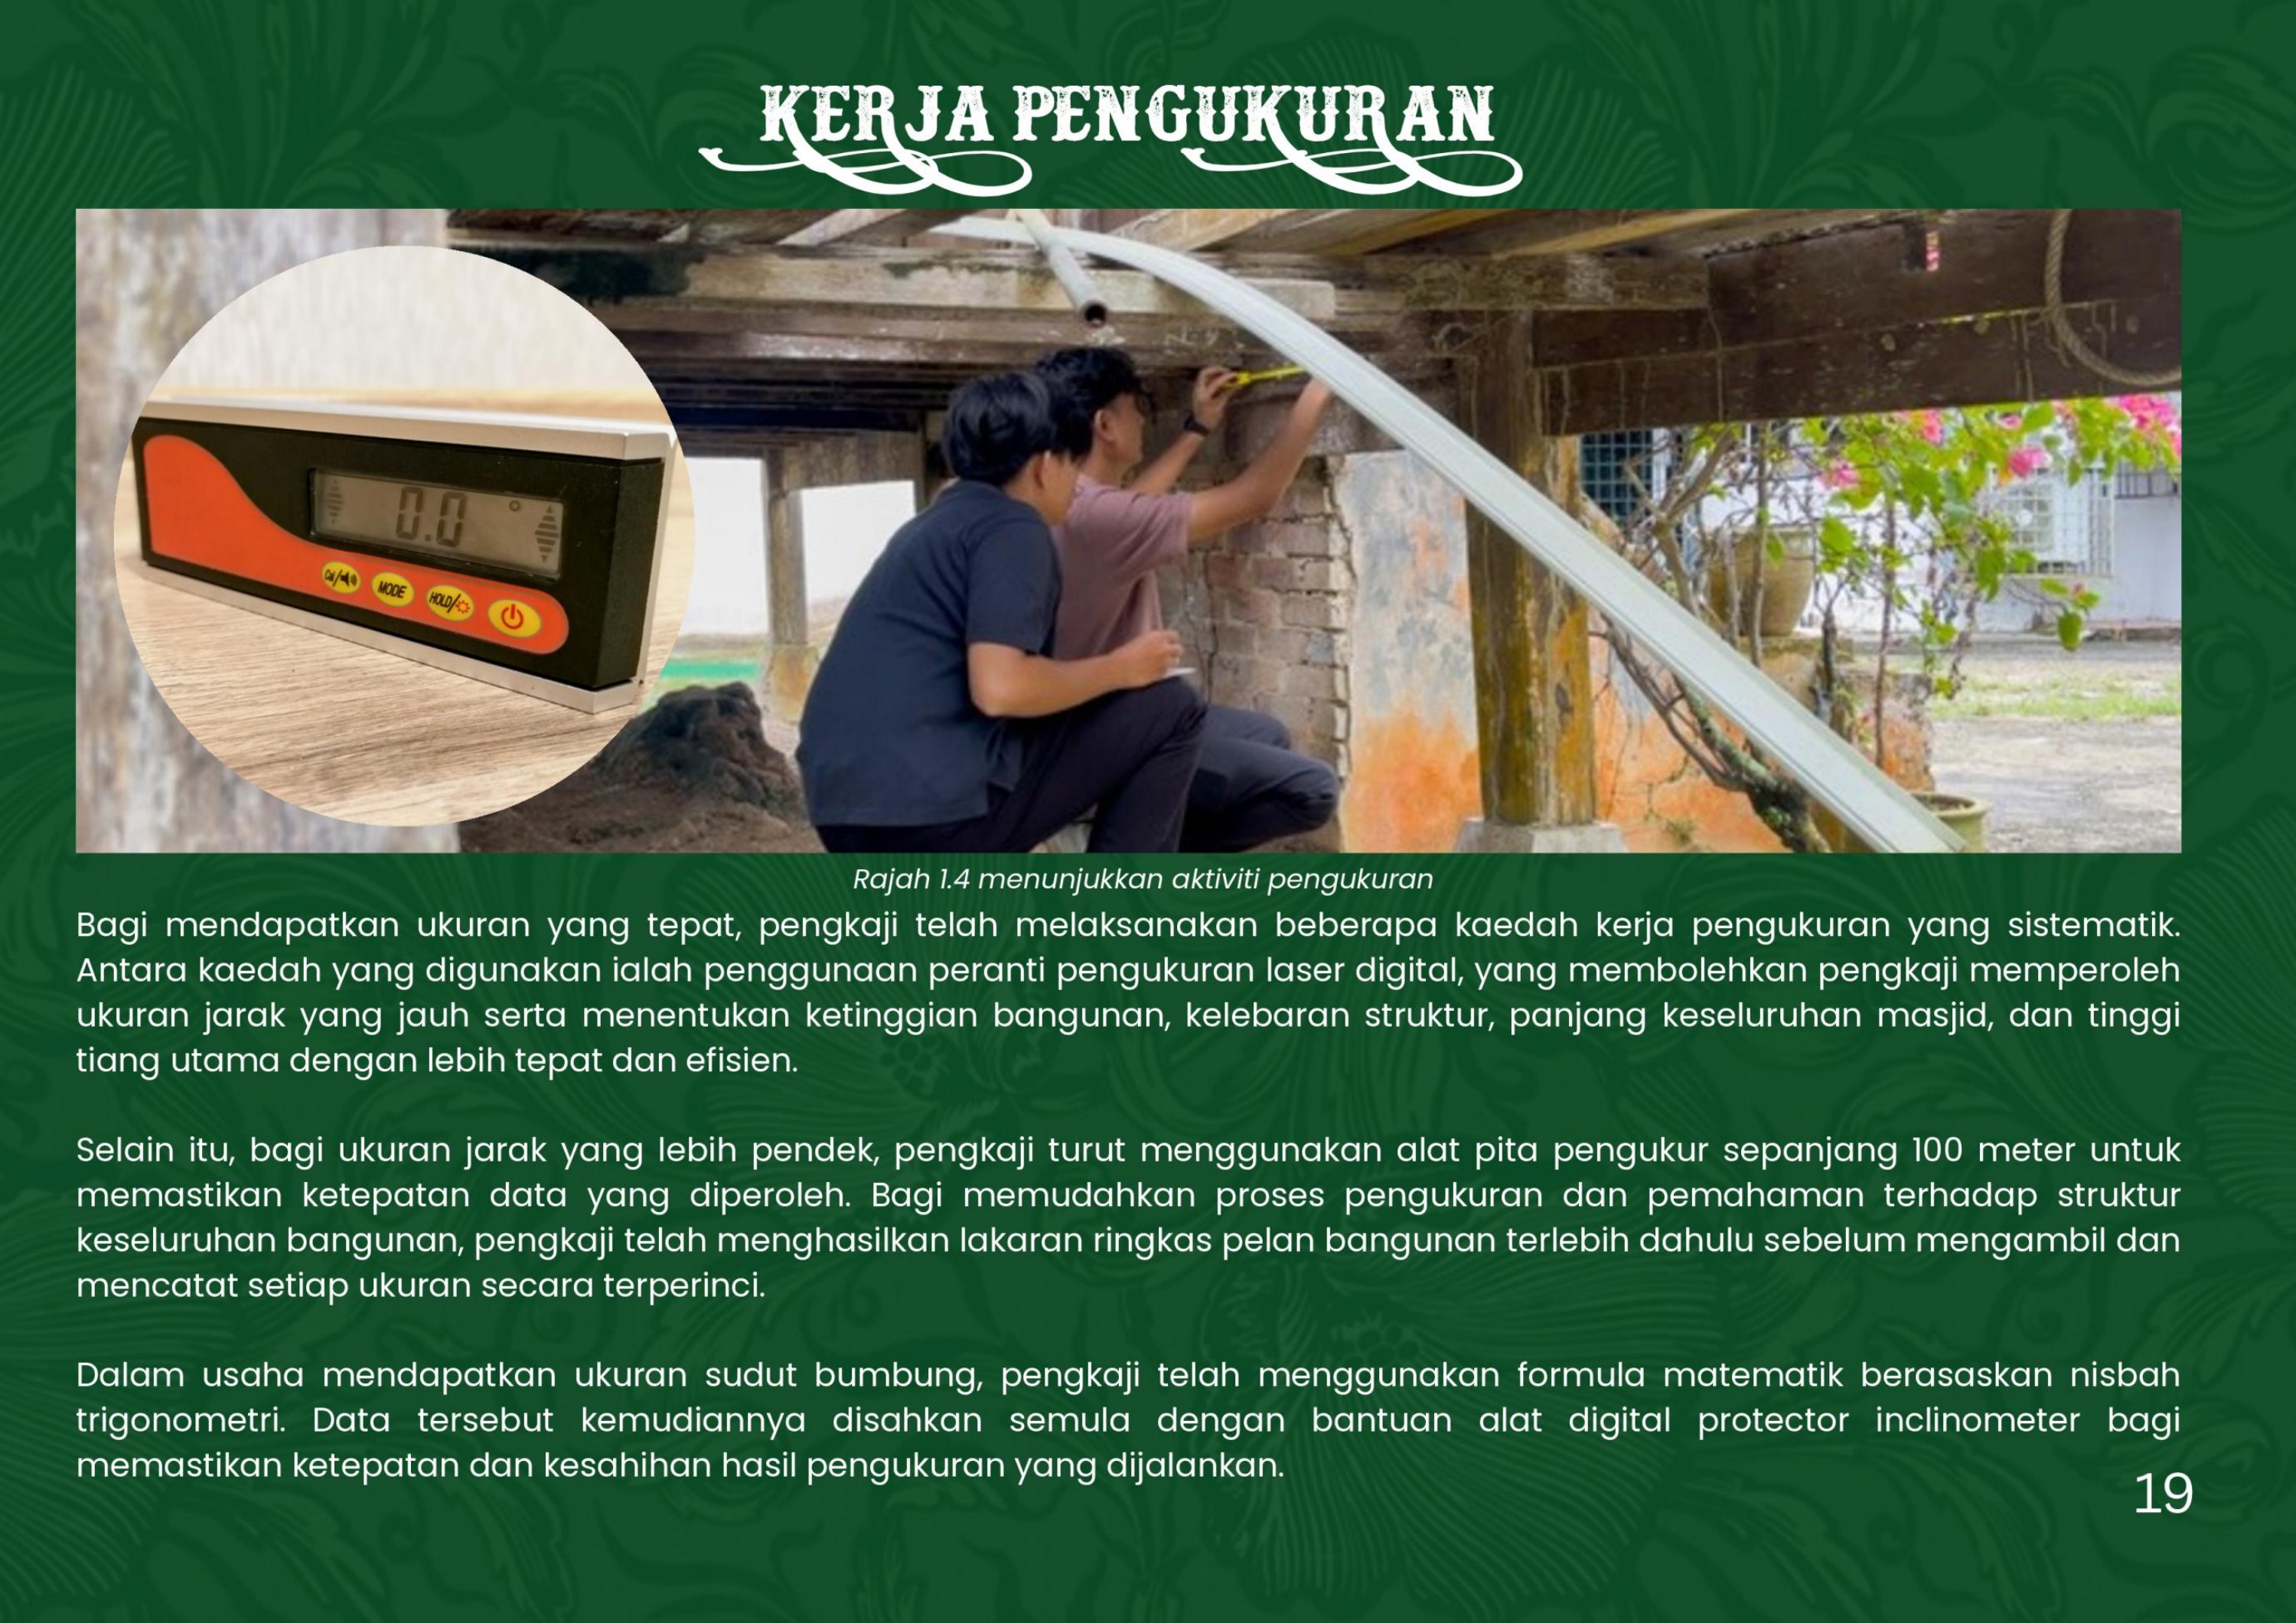 KERJA PENGUKURAN
0.0 °
Cal/
MODE
HOLD/
Rajah 1.4 menunjukkan aktiviti pengukuran
Bagi mendapatkan ukuran yang tepat, pengkaji telah melaksanakan beberapa kaedah kerja pengukuran yang sistematik.
Antara kaedah yang digunakan ialah penggunaan peranti pengukuran laser digital, yang membolehkan pengkaji memperoleh
ukuran jarak yang jauh serta menentukan ketinggian bangunan, kelebaran struktur, panjang keseluruhan masjid, dan tinggi
tiang utama dengan lebih tepat dan efisien.
Selain itu, bagi ukuran jarak yang lebih pendek, pengkaji turut menggunakan alat pita pengukur sepanjang 100 meter untuk
memastikan ketepatan data yang diperoleh. Bagi memudahkan proses pengukuran dan pemahaman terhadap struktur
keseluruhan bangunan, pengkaji telah menghasilkan lakaran ringkas pelan bangunan terlebih dahulu sebelum mengambil dan
mencatat setiap ukuran secara terperinci.
Dalam usaha mendapatkan ukuran sudut bumbung, pengkaji telah menggunakan formula matematik berasaskan nisbah
trigonometri. Data tersebut kemudiannya disahkan semula dengan bantuan alat digital protector inclinometer bagi
memastikan ketepatan dan kesahihan hasil pengukuran yang dijalankan.
19